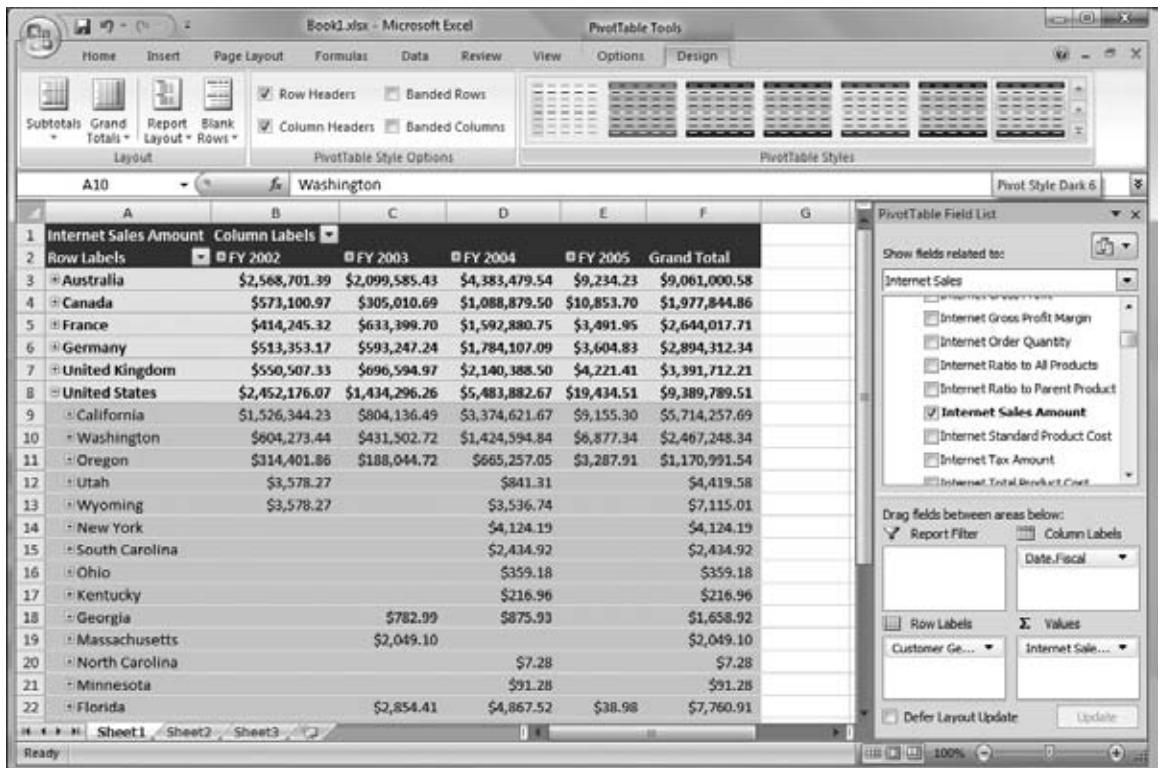 Book1.xlsx - Microsoft Excel
PivotTable Tools
Home Insert Page Layout Formulas Data Review View Options Design
Subtotals Grand Totals Report Layout Blank Rows
Layout
Row Headers Banded Rows
Column Headers Banded Columns
PivotTable Style Options
PivotTable Styles
A10 fx Washington
Pivot Style Dark 6
A B C D E F G
1 Internet Sales Amount Column Labels
2 Row Labels FY 2002 FY 2003 FY 2004 FY 2005 Grand Total
3 Australia $2,568,701.39 $2,099,585.43 $4,383,479.54 $9,234.23 $9,061,000.58
4 Canada $573,100.97 $305,010.69 $1,088,879.50 $10,853.70 $1,977,844.86
5 France $414,245.32 $633,399.70 $1,592,880.75 $3,491.95 $2,644,017.71
6 Germany $513,353.17 $593,247.24 $1,784,107.09 $3,604.83 $2,894,312.34
7 United Kingdom $550,507.33 $696,594.97 $2,140,388.50 $4,221.41 $3,391,712.21
8 United States $2,452,176.07 $1,434,296.26 $5,483,882.67 $19,434.51 $9,389,789.51
9 California $1,526,344.23 $804,136.49 $3,374,621.67 $9,155.30 $5,714,257.69
10 Washington $604,273.44 $431,502.72 $1,424,594.84 $6,877.34 $2,467,248.34
11 Oregon $314,401.86 $188,044.72 $665,257.05 $3,287.91 $1,170,991.54
12 Utah $3,578.27 $841.31 $4,419.58
13 Wyoming $3,578.27 $3,536.74 $7,115.01
14 New York $4,124.19 $4,124.19
15 South Carolina $2,434.92 $2,434.92
16 Ohio $359.18 $359.18
17 Kentucky $216.96 $216.96
18 Georgia $782.99 $875.93 $1,658.92
19 Massachusetts $2,049.10 $2,049.10
20 North Carolina $7.28 $7.28
21 Minnesota $91.28 $91.28
22 Florida $2,854.41 $4,867.52 $38.98 $7,760.91
Sheet1 Sheet2 Sheet3
Ready
100%
PivotTable Field List
Show fields related to:
Internet Sales
Internet Gross Profit Margin
Internet Order Quantity
Internet Ratio to All Products
Internet Ratio to Parent Product
Internet Sales Amount
Internet Standard Product Cost
Internet Tax Amount
Internet Total Product Cost
Drag fields between areas below:
Report Filter Column Labels
Date.Fiscal
Row Labels Σ Values
Customer Ge... Internet Sale...
Defer Layout Update Update